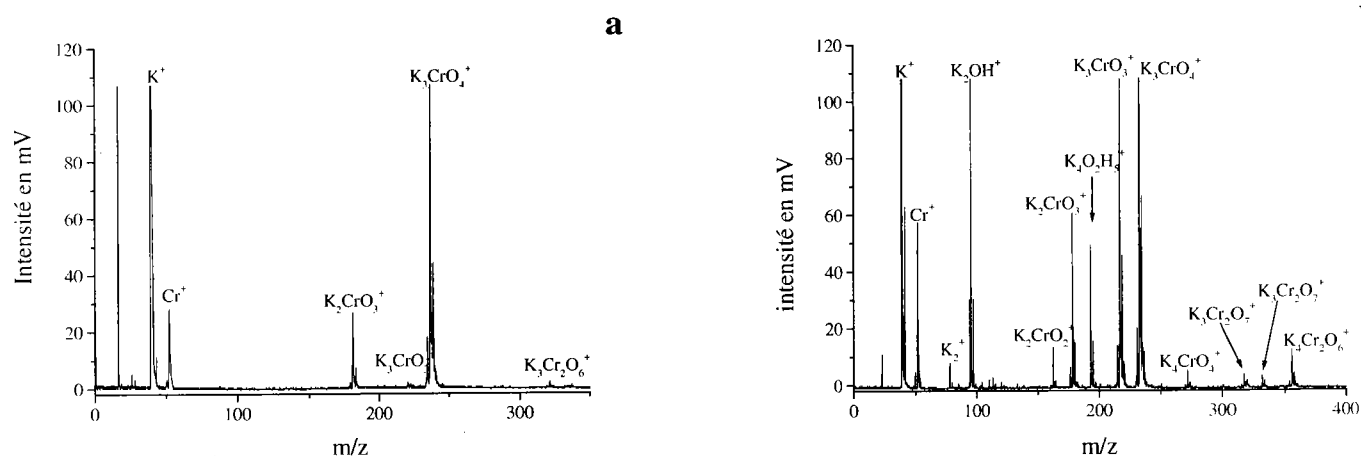 a
Intensité en mV
120
100
80
60
40
20
0
K⁺
Cr⁺
K₂CrO₃⁺
K₃CrO
K₃CrO₄⁺
K₃Cr₂O₆⁺
0
100
200
300
m/z
intensité en mV
120
100
80
60
40
20
0
K⁺
Cr⁺
K₂⁺
K₂OH⁺
K₂CrO₂⁺
K₂CrO₃⁺
K₄O₂H₅⁺
K₃CrO₃⁺
K₃CrO₄⁺
K₄CrO₄⁺
K₃Cr₂O₇⁺
K₃Cr₂O₇⁺
K₄Cr₂O₆⁺
0
100
200
300
400
m/z